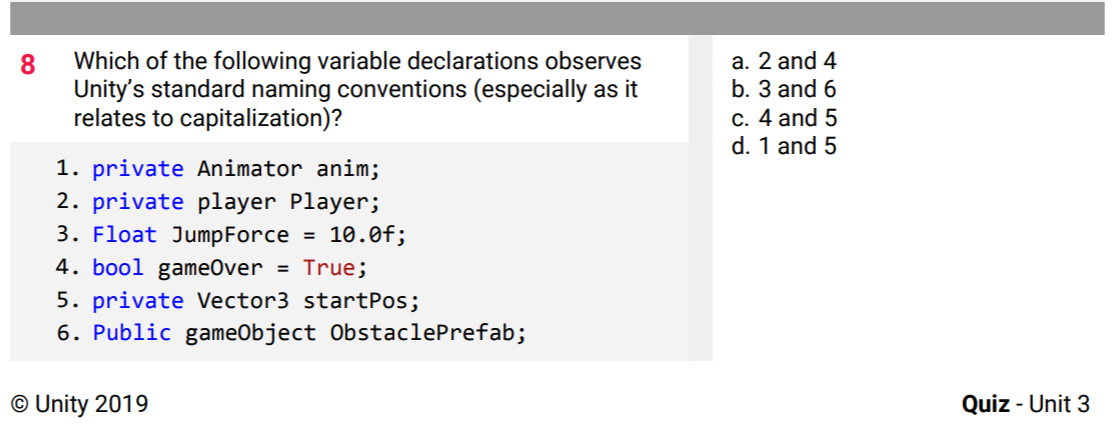 8 Which of the following variable declarations observes
Unity's standard naming conventions (especially as it
relates to capitalization)?
1. private Animator anim;
2. private player Player;
3. Float JumpForce = 10.0f;
4. bool gameOver = True;
5. private Vector3 startPos;
6. Public gameObject ObstaclePrefab;
a. 2 and 4
b. 3 and 6
c. 4 and 5
d. 1 and 5
© Unity 2019
Quiz - Unit 3